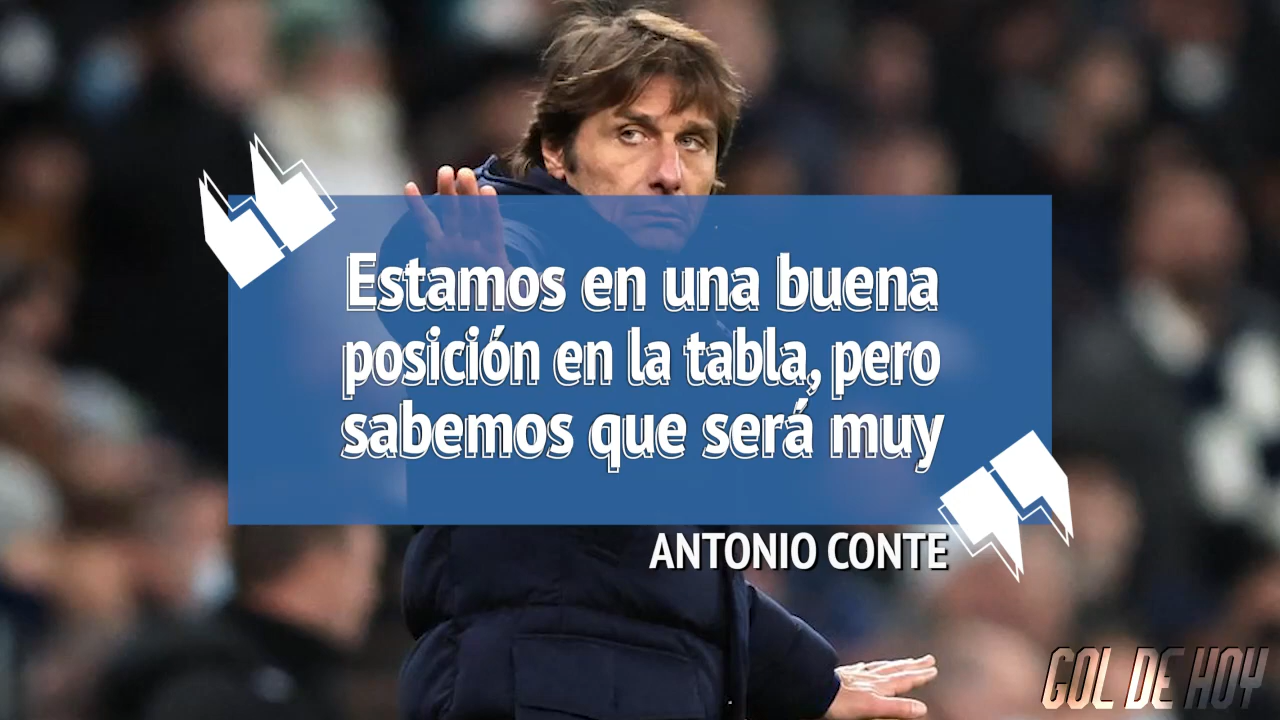 Estamos en una buena
posición en la tabla, pero
sabemos que será muy
ANTONIO CONTE
GOL DE HOY